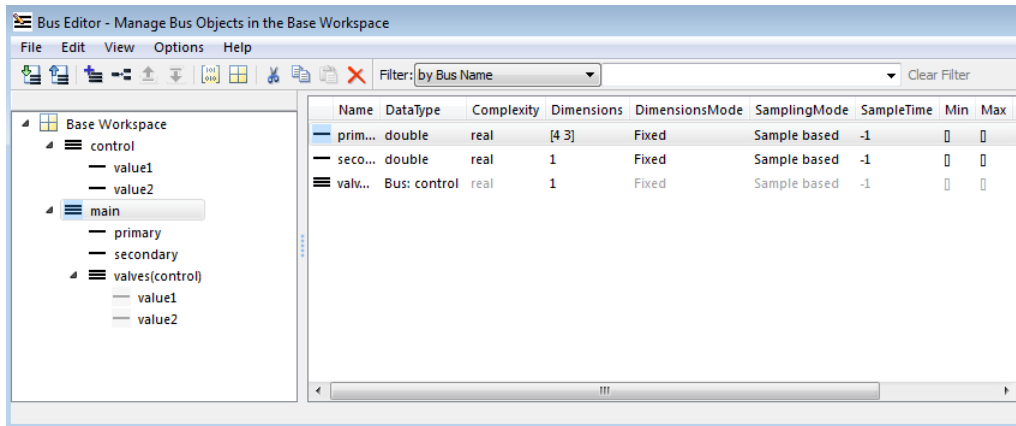 Bus Editor - Manage Bus Objects in the Base Workspace
File Edit View Options Help
Filter: by Bus Name Clear Filter
Base Workspace
control
value1
value2
main
primary
secondary
valves(control)
value1
value2
Name DataType Complexity Dimensions DimensionsMode SamplingMode SampleTime Min Max
prim... double real [4 3] Fixed Sample based -1 [] []
seco... double real 1 Fixed Sample based -1 [] []
valv... Bus: control real 1 Fixed Sample based -1 [] []